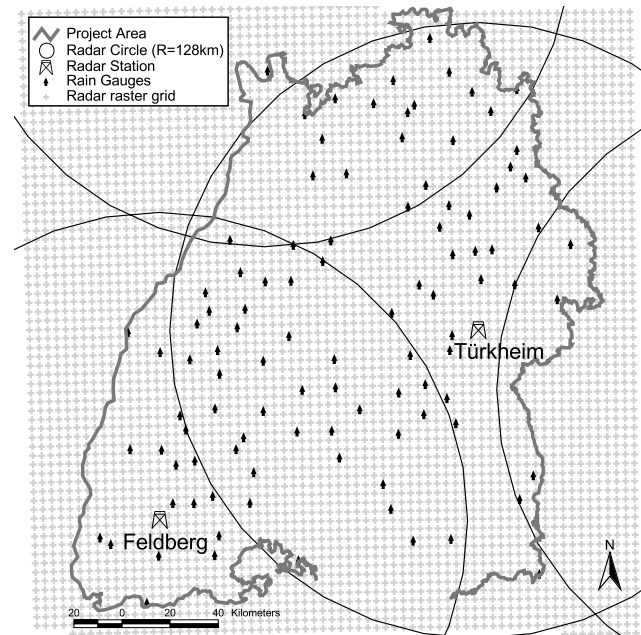 Project Area
Radar Circle (R=128km)
Radar Station
Rain Gauges
Radar raster grid
Türkheim
Feldberg
N
20 0 20 40 Kilometers